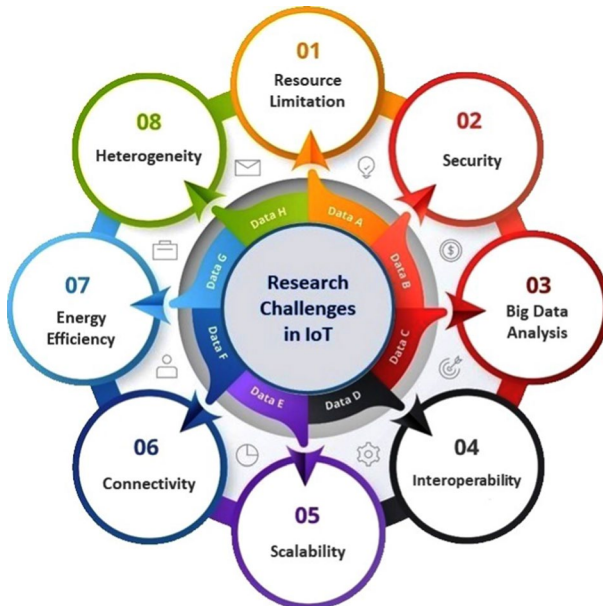 01
Resource
Limitation
02
Security
03
Big Data
Analysis
04
Interoperability
05
Scalability
06
Connectivity
07
Energy
Efficiency
08
Heterogeneity
Data A
Data B
Data C
Data D
Data E
Data F
Data G
Data H
Research
Challenges
in IoT